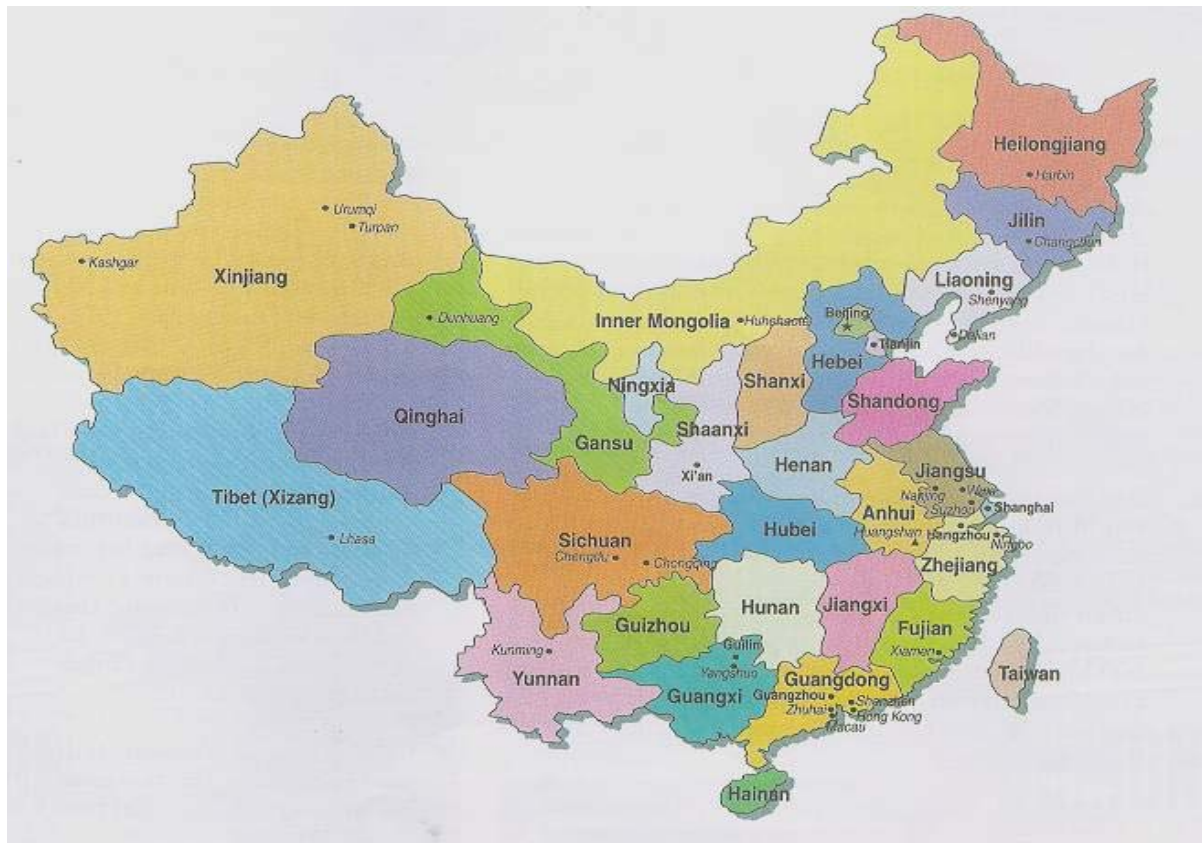 Heilongjiang
Harbin
Jilin
Changchun
Urumqi
Turpan
Kashgar
Xinjiang
Liaoning
Shenyang
Dunhuang
Inner Mongolia
Beijing
Dalian
Tianjin
Hebei
Ningxia
Shanxi
Shandong
Qinghai
Gansu
Shaanxi
Xi'an
Henan
Jiangsu
Nanjing
Suzhou
Shanghai
Tibet (Xizang)
Lhasa
Sichuan
Chengdu
Chongqing
Hubei
Anhui
Huangshan
Hangzhou
Ningbo
Zhejiang
Hunan
Jiangxi
Guizhou
Fujian
Xiamen
Kunming
Yunnan
Guilin
Yangshuo
Guangxi
Guangdong
Guangzhou
Shenzhen
Zhuhai
Hong Kong
Macau
Taiwan
Hainan